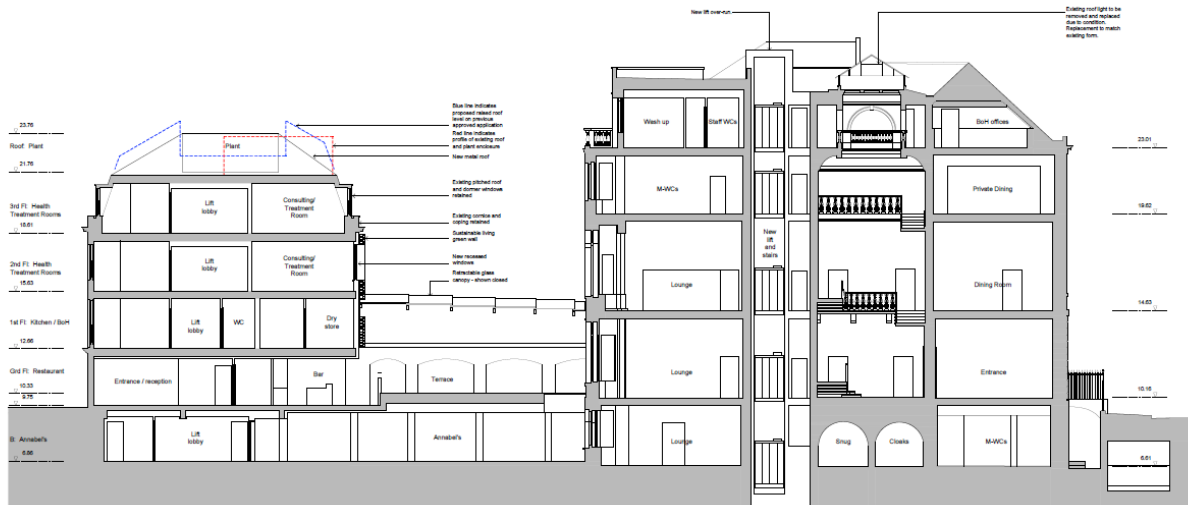 New lift over-run
Existing roof light to be
removed and replaced
due to condition.
Replacement to match
existing form.
Blue line indicates
proposed raised roof
level on previous
approved application
Red line indicates
profile of existing roof
and plant enclosure
New metal roof
Existing pitched roof
and dormer windows
retained
Existing cornice and
coping retained
Sustainable living
green wall
New recessed
windows
Retractable glass
canopy - shown closed
23.76
Roof: Plant
21.76
3rd Fl: Health
Treatment Rooms
18.61
2nd Fl: Health
Treatment Rooms
15.63
1st Fl: Kitchen / BoH
12.66
Grd Fl: Restaurant
10.33
9.75
B: Annabel's
6.86
Plant
Lift
lobby
Consulting/
Treatment
Room
Lift
lobby
Consulting/
Treatment
Room
Lift
lobby
WC
Dry
store
Entrance / reception
Bar
Terrace
Lift
lobby
Annabel's
Wash up
Staff WCs
M-WCs
Lounge
Lounge
Lounge
New
lift
and
stairs
BoH offices
Private Dining
Dining Room
Entrance
Snug
Cloaks
M-WCs
23.01
19.62
14.63
10.16
6.61